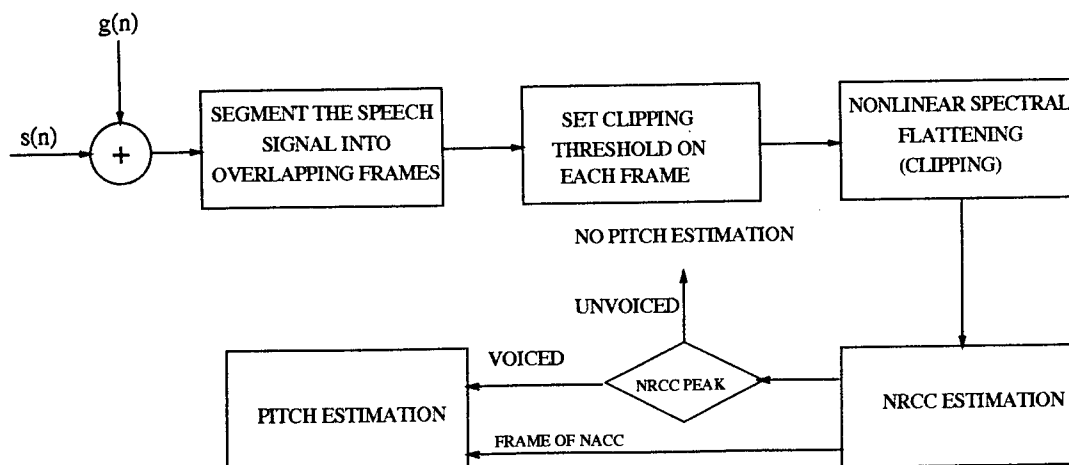 g(n)
s(n)
+
SEGMENT THE SPEECH
SIGNAL INTO
OVERLAPPING FRAMES
SET CLIPPING
THRESHOLD ON
EACH FRAME
NONLINEAR SPECTRAL
FLATTENING
(CLIPPING)
NO PITCH ESTIMATION
UNVOICED
VOICED
NRCC PEAK
NRCC ESTIMATION
PITCH ESTIMATION
FRAME OF NACC